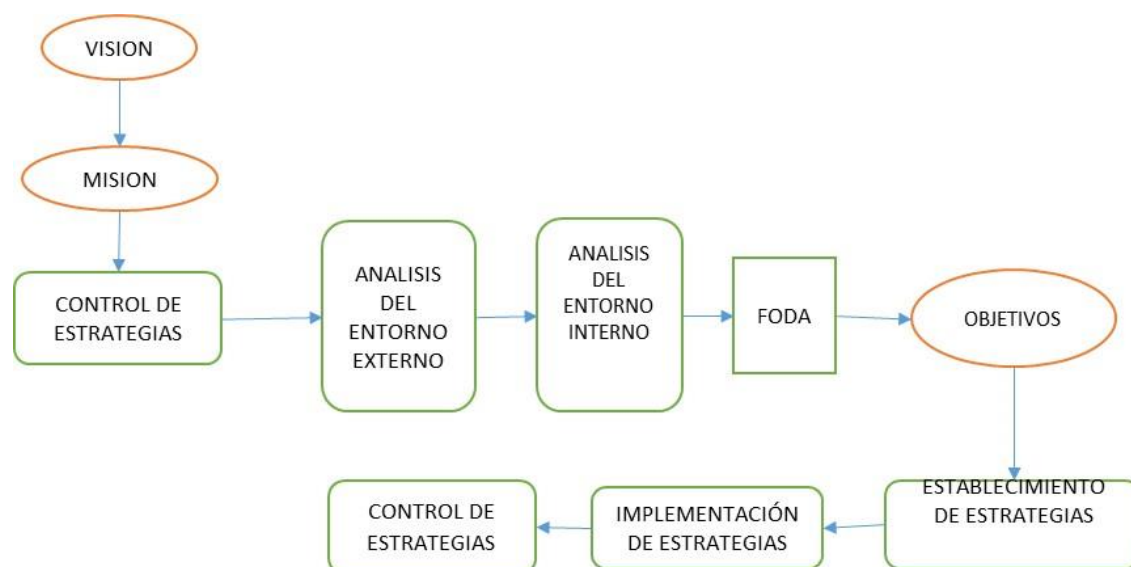 VISION
MISION
CONTROL DE
ESTRATEGIAS
ANALISIS
DEL
ENTORNO
EXTERNO
ANALISIS
DEL
ENTORNO
INTERNO
FODA
OBJETIVOS
ESTABLECIMIENTO
DE ESTRATEGIAS
IMPLEMENTACIÓN
DE ESTRATEGIAS
CONTROL DE
ESTRATEGIAS